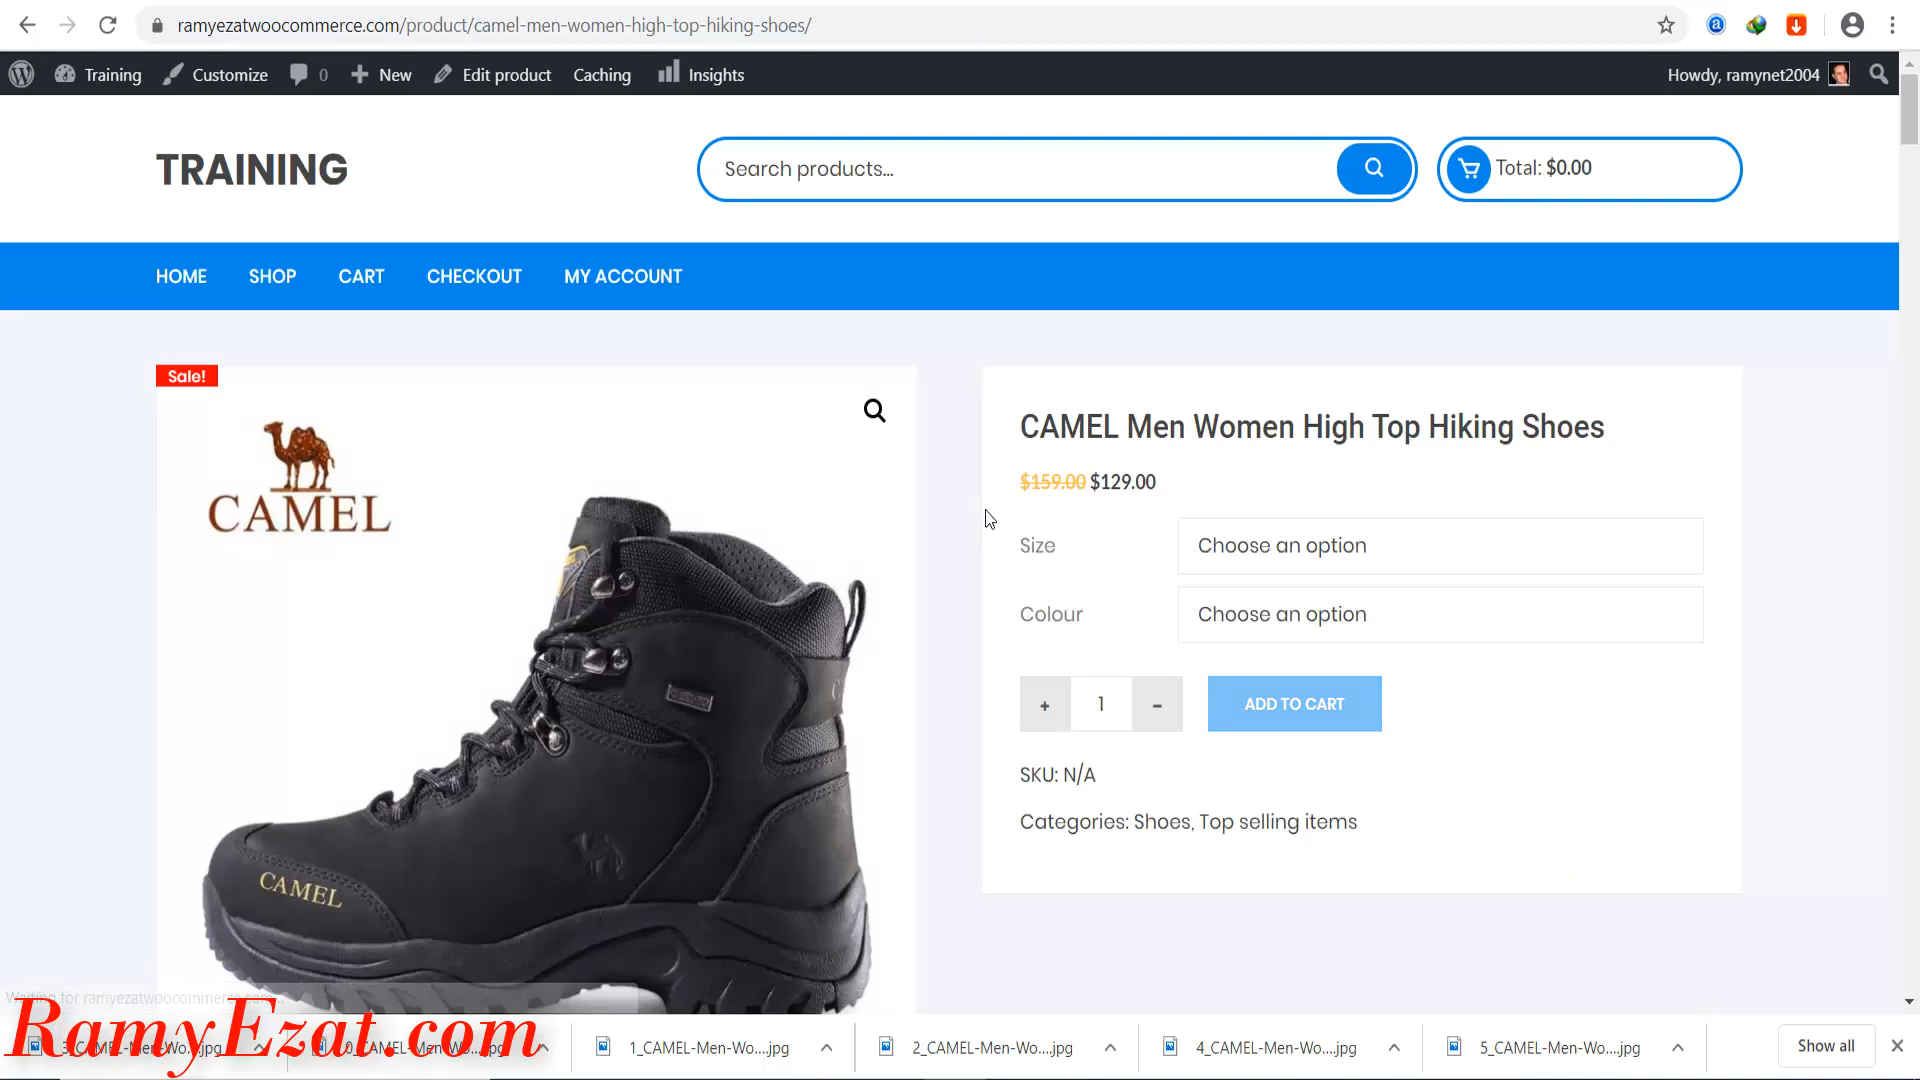 ramyezatwoocommerce.com/product/camel-men-women-high-top-hiking-shoes/
Training Customize 0 New Edit product Caching Insights Howdy, ramynet2004
TRAINING
Search products...
Total: $0.00
HOME SHOP CART CHECKOUT MY ACCOUNT
Sale!
CAMEL
CAMEL
CAMEL Men Women High Top Hiking Shoes
$159.00 $129.00
Size Choose an option
Colour Choose an option
+ 1 - ADD TO CART
SKU: N/A
Categories: Shoes, Top selling items
Waiting for ramyezatwoocommerce.com...
RamyEzat.com
3_CAMEL-Men-Wo....jpg 0_CAMEL-Men-Wo....jpg 1_CAMEL-Men-Wo....jpg 2_CAMEL-Men-Wo....jpg 4_CAMEL-Men-Wo....jpg 5_CAMEL-Men-Wo....jpg Show all